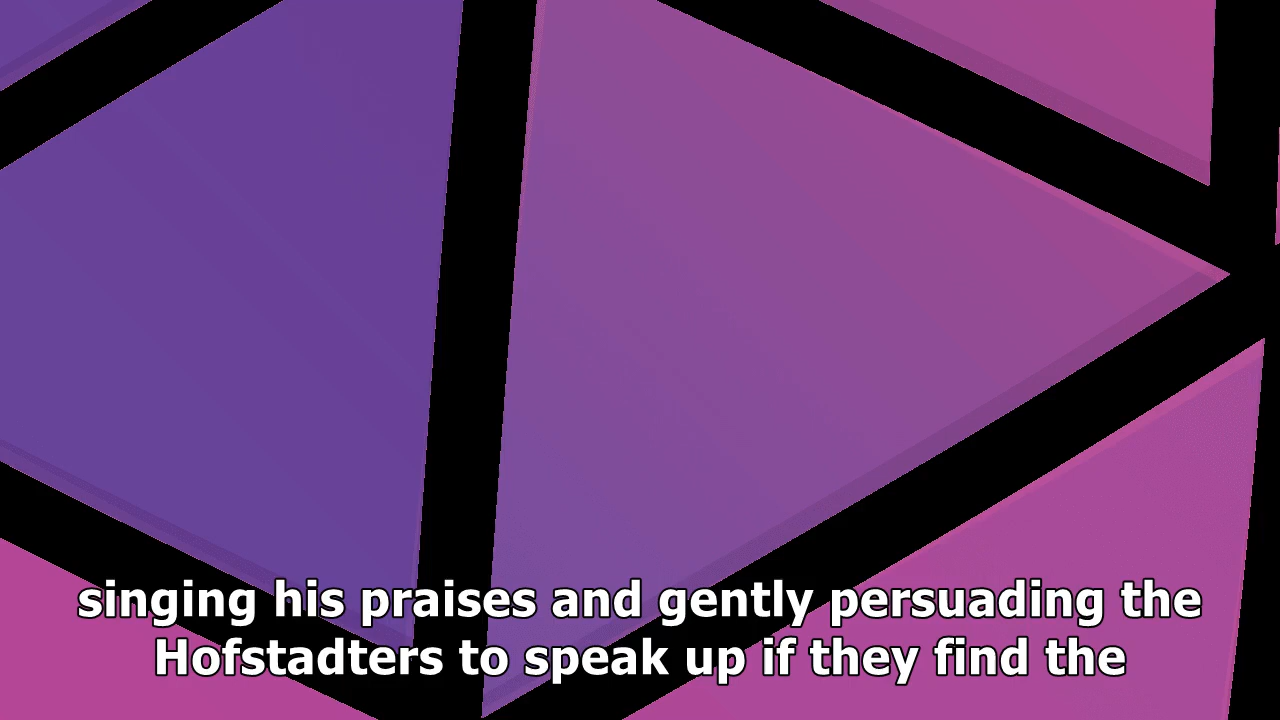 singing his praises and gently persuading the
Hofstadters to speak up if they find the